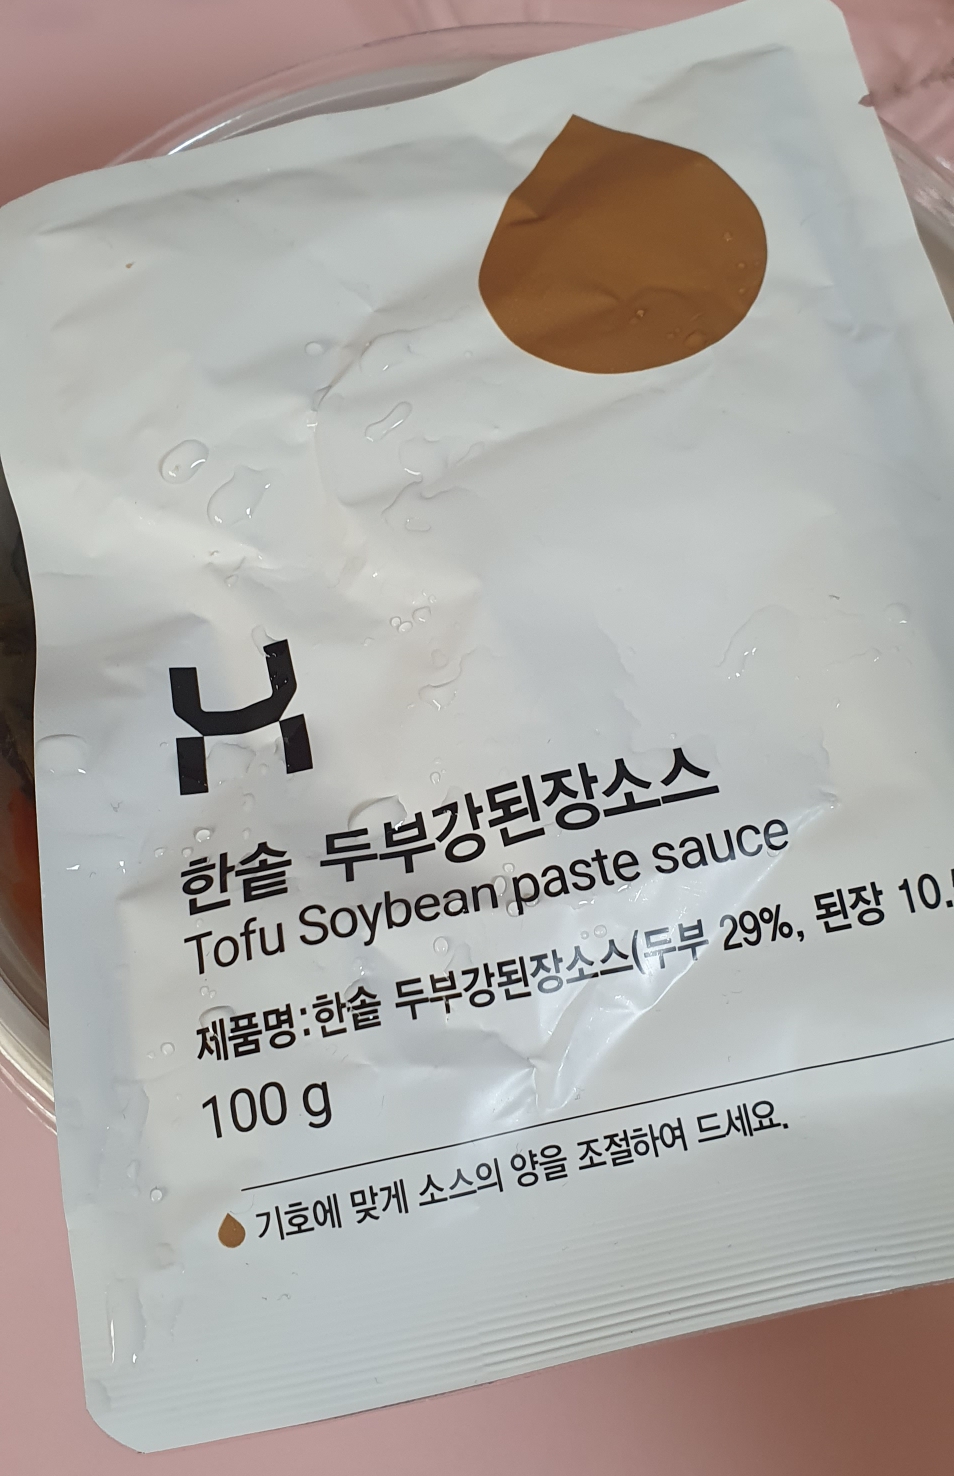 한솥 두부강된장소스
Tofu Soybean paste sauce
제품명:한솥 두부강된장소스(두부 29%, 된장 10.
100 g
기호에 맞게 소스의 양을 조절하여 드세요.